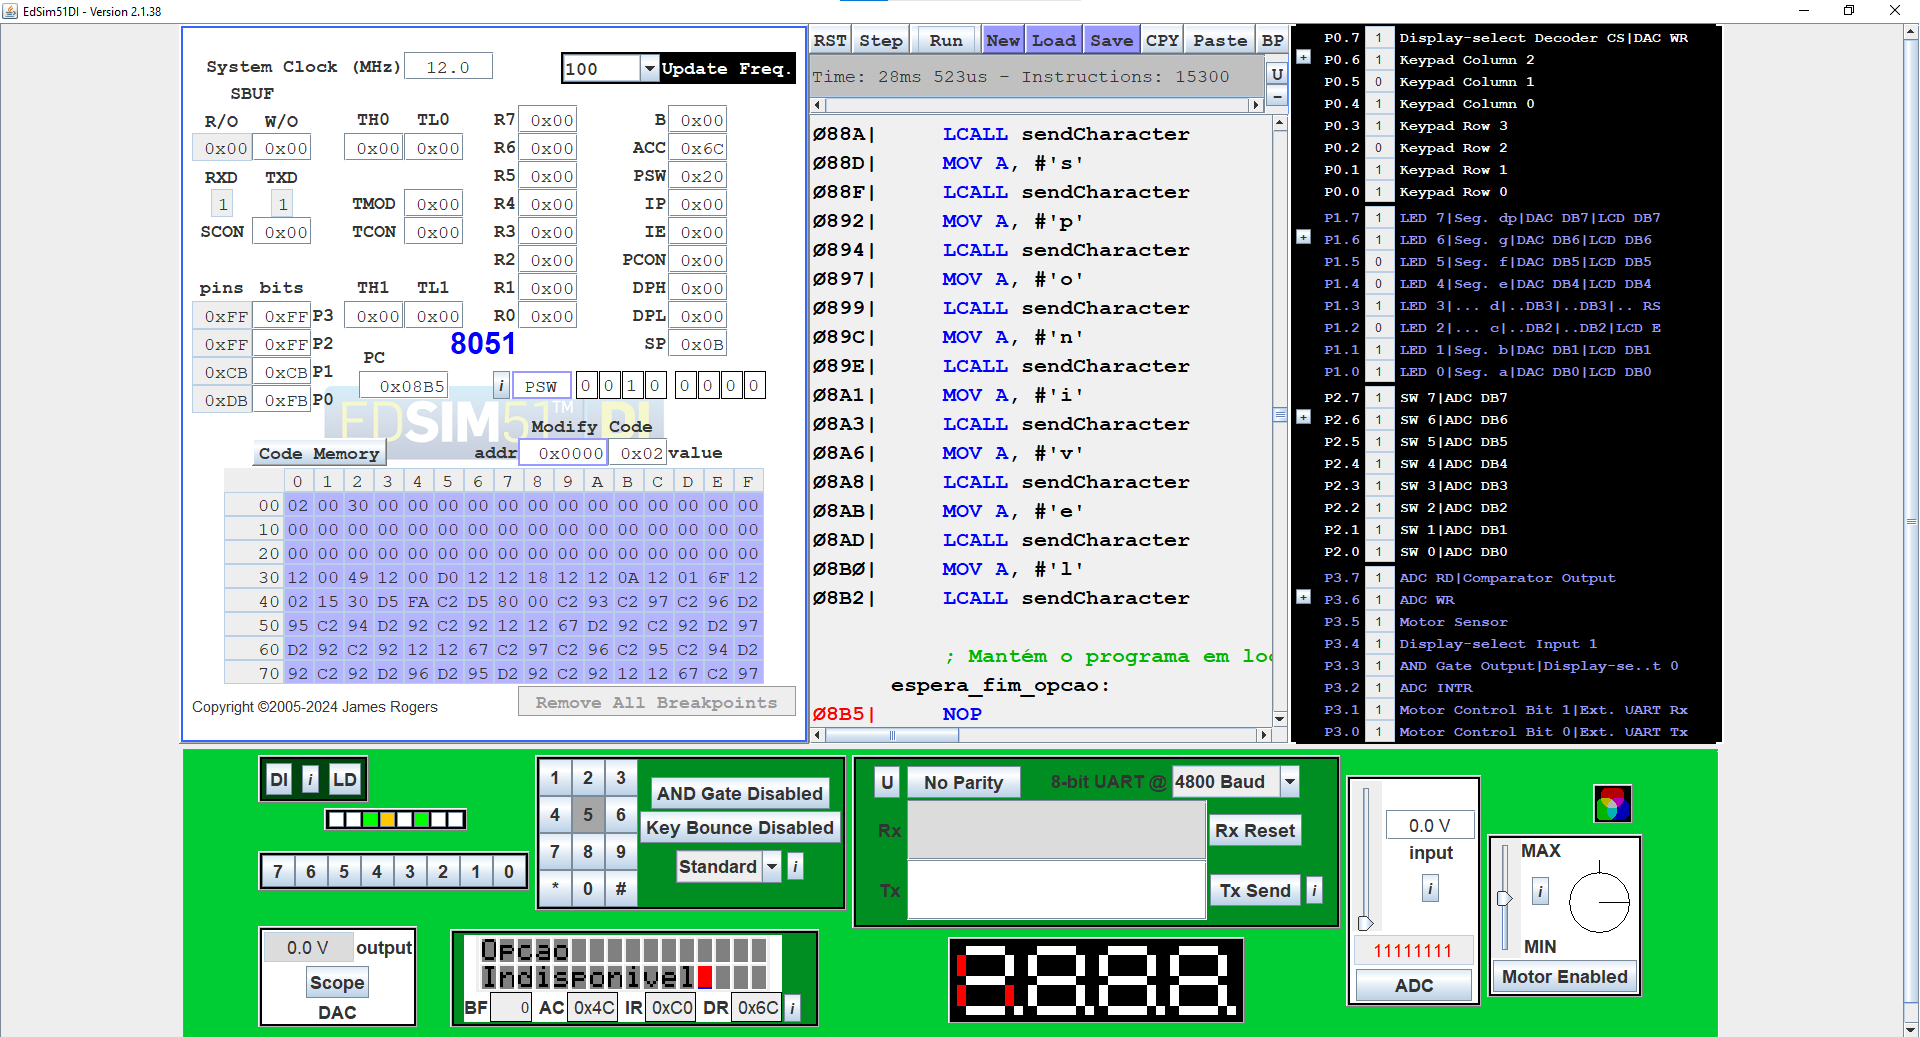 EdSim51DI - Version 2.1.38
System Clock (MHz) 12.0
100 Update Freq.
SBUF
R/O W/O TH0 TL0 R7 0x00 B 0x00
0x00 0x00 0x00 0x00 R6 0x00 ACC 0x6C
RXD TXD R5 0x00 PSW 0x20
1 1 TMOD 0x00 R4 0x00 IP 0x00
SCON 0x00 TCON 0x00 R3 0x00 IE 0x00
R2 0x00 PCON 0x00
pins bits TH1 TL1 R1 0x00 DPH 0x00
0xFF 0xFF P3 0x00 0x00 R0 0x00 DPL 0x00
0xFF 0xFF P2 8051 SP 0x0B
PC
0xCB 0xCB P1 0x08B5 i PSW 0 0 1 0 0 0 0 0
0xDB 0xFB P0
EDSIM51™ DI
Modify Code
Code Memory addr 0x0000 0x02 value
0 1 2 3 4 5 6 7 8 9 A B C D E F
00 02 00 30 00 00 00 00 00 00 00 00 00 00 00 00 00
10 00 00 00 00 00 00 00 00 00 00 00 00 00 00 00 00
20 00 00 00 00 00 00 00 00 00 00 00 00 00 00 00 00
30 12 00 49 12 00 D0 12 12 18 12 12 0A 12 01 6F 12
40 02 15 30 D5 FA C2 D5 80 00 C2 93 C2 97 C2 96 D2
50 95 C2 94 D2 92 C2 92 12 12 67 D2 92 C2 92 D2 97
60 D2 92 C2 92 12 12 67 C2 97 C2 96 C2 95 C2 94 D2
70 92 C2 92 D2 96 D2 95 D2 92 C2 92 12 12 67 C2 97
Copyright ©2005-2024 James Rogers
Remove All Breakpoints
RST Step Run New Load Save CPY Paste BP
Time: 28ms 523us - Instructions: 15300
U
-
Ø88A| LCALL sendCharacter
Ø88D| MOV A, #'s'
Ø88F| LCALL sendCharacter
Ø892| MOV A, #'p'
Ø894| LCALL sendCharacter
Ø897| MOV A, #'o'
Ø899| LCALL sendCharacter
Ø89C| MOV A, #'n'
Ø89E| LCALL sendCharacter
Ø8A1| MOV A, #'i'
Ø8A3| LCALL sendCharacter
Ø8A6| MOV A, #'v'
Ø8A8| LCALL sendCharacter
Ø8AB| MOV A, #'e'
Ø8AD| LCALL sendCharacter
Ø8BØ| MOV A, #'l'
Ø8B2| LCALL sendCharacter
; Mantém o programa em loo
espera_fim_opcao:
Ø8B5| NOP
P0.7 1 Display-select Decoder CS|DAC WR
P0.6 1 Keypad Column 2
P0.5 0 Keypad Column 1
P0.4 1 Keypad Column 0
P0.3 1 Keypad Row 3
P0.2 0 Keypad Row 2
P0.1 1 Keypad Row 1
P0.0 1 Keypad Row 0
P1.7 1 LED 7|Seg. dp|DAC DB7|LCD DB7
P1.6 1 LED 6|Seg. g|DAC DB6|LCD DB6
P1.5 0 LED 5|Seg. f|DAC DB5|LCD DB5
P1.4 0 LED 4|Seg. e|DAC DB4|LCD DB4
P1.3 1 LED 3|... d|..DB3|..DB3|.. RS
P1.2 0 LED 2|... c|..DB2|..DB2|LCD E
P1.1 1 LED 1|Seg. b|DAC DB1|LCD DB1
P1.0 1 LED 0|Seg. a|DAC DB0|LCD DB0
P2.7 1 SW 7|ADC DB7
P2.6 1 SW 6|ADC DB6
P2.5 1 SW 5|ADC DB5
P2.4 1 SW 4|ADC DB4
P2.3 1 SW 3|ADC DB3
P2.2 1 SW 2|ADC DB2
P2.1 1 SW 1|ADC DB1
P2.0 1 SW 0|ADC DB0
P3.7 1 ADC RD|Comparator Output
P3.6 1 ADC WR
P3.5 1 Motor Sensor
P3.4 1 Display-select Input 1
P3.3 1 AND Gate Output|Display-se..t 0
P3.2 1 ADC INTR
P3.1 1 Motor Control Bit 1|Ext. UART Rx
P3.0 1 Motor Control Bit 0|Ext. UART Tx
DI i LD
7 6 5 4 3 2 1 0
1 2 3
4 5 6
7 8 9
* 0 #
AND Gate Disabled
Key Bounce Disabled
Standard i
U No Parity 8-bit UART @ 4800 Baud
Rx Rx Reset
Tx Tx Send i
0.0 V
input
i
11111111
ADC
MAX
i
MIN
Motor Enabled
0.0 V output
Scope
DAC
Opcao
Indisponivel
BF 0 AC 0x4C IR 0xC0 DR 0x6C i
8.8.8.8.